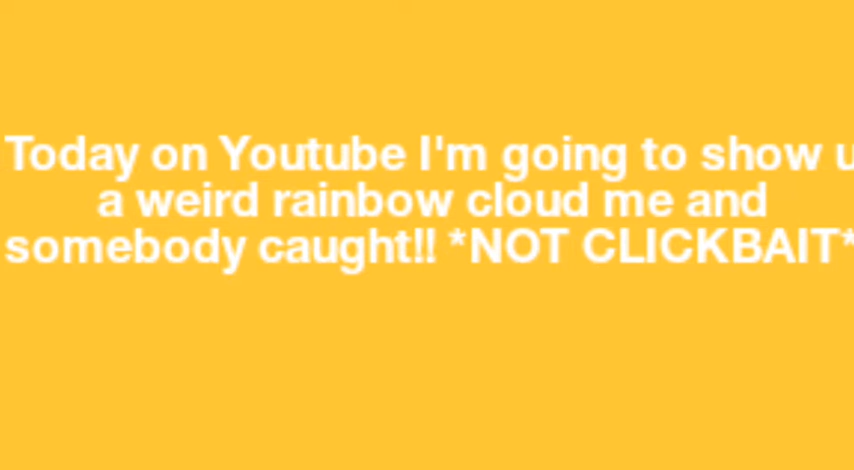 Today on Youtube I'm going to show u
a weird rainbow cloud me and
somebody caught!! *NOT CLICKBAIT*